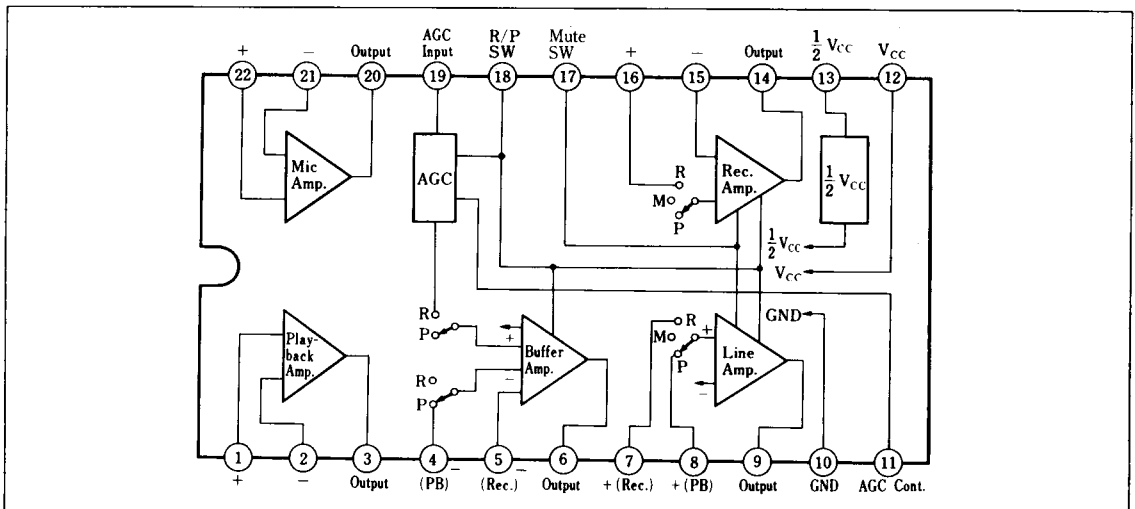 + − Output AGC Input R/P SW Mute SW + − Output 1/2 VCC VCC
22 21 20 19 18 17 16 15 14 13 12
Mic Amp.
AGC
R
M
P
Rec. Amp.
1/2 VCC
1/2 VCC
VCC
GND
Play-back Amp.
R
P
R
P
+
−
Buffer Amp.
R
M
P
+
−
Line Amp.
1 2 3 4 5 6 7 8 9 10 11
+ − Output − (PB) − (Rec.) Output + (Rec.) + (PB) Output GND AGC Cont.